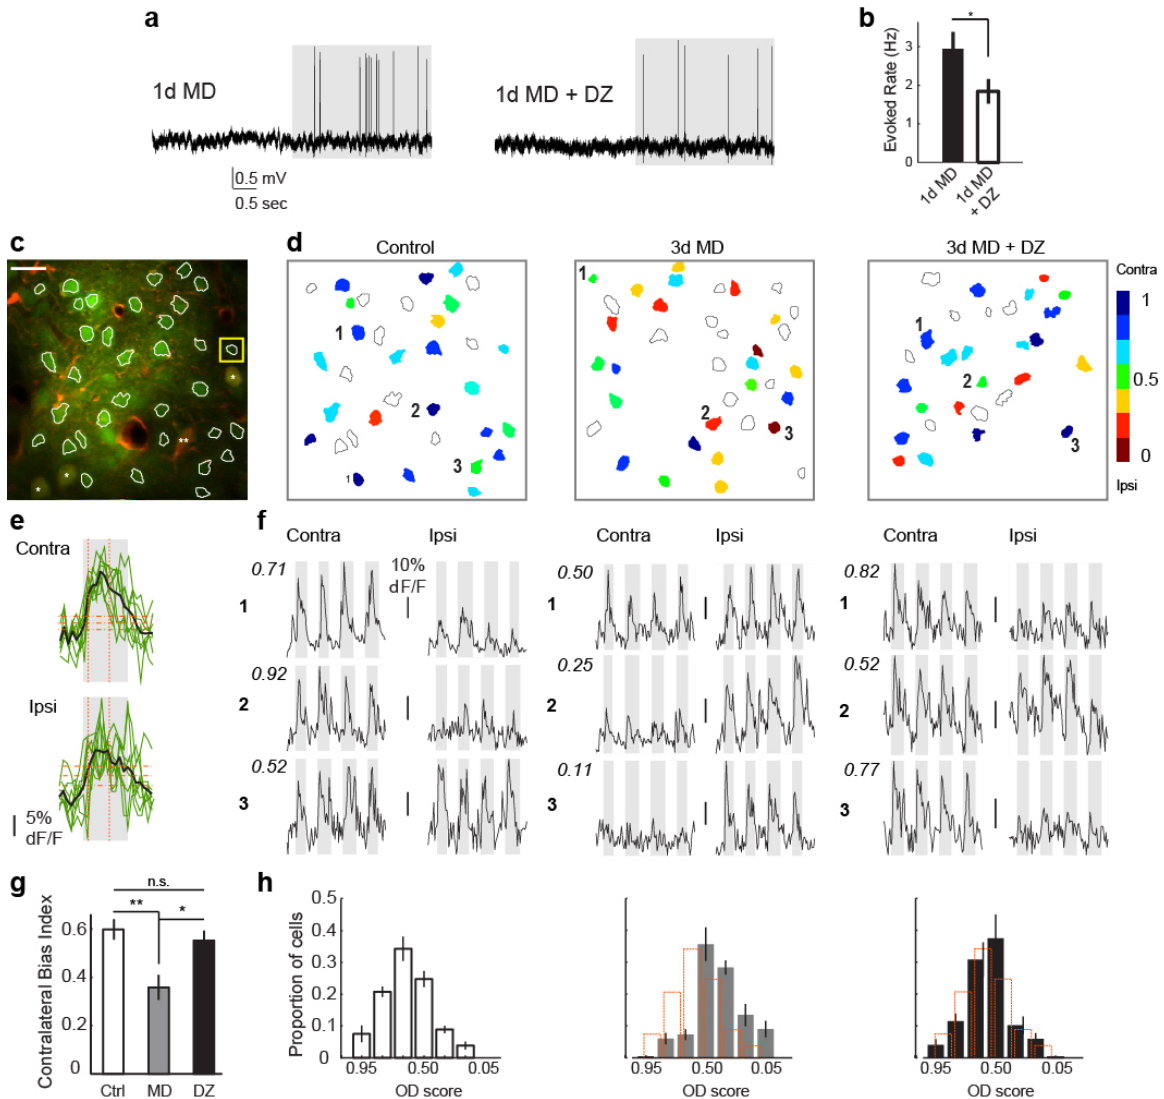 a
1d MD
1d MD + DZ
0.5 mV
0.5 sec
b
*
Evoked Rate (Hz)
3
2
1
0
1d MD
1d MD + DZ
c
*
**
*
*
d
Control
3d MD
3d MD + DZ
1
2
3
1
1
2
3
1
2
3
Contra
1
0.5
0
Ipsi
e
Contra
Ipsi
5%
dF/F
f
Contra
Ipsi
Contra
Ipsi
Contra
Ipsi
10%
dF/F
0.71
1
0.92
2
0.52
3
0.50
1
0.25
2
0.11
3
0.82
1
0.52
2
0.77
3
g
n.s.
**
*
Contralateral Bias Index
0.6
0.4
0.2
0
Ctrl
MD
DZ
h
Proportion of cells
0.5
0.4
0.3
0.2
0.1
0
0.95
0.50
0.05
OD score
0.95
0.50
0.05
OD score
0.95
0.50
0.05
OD score